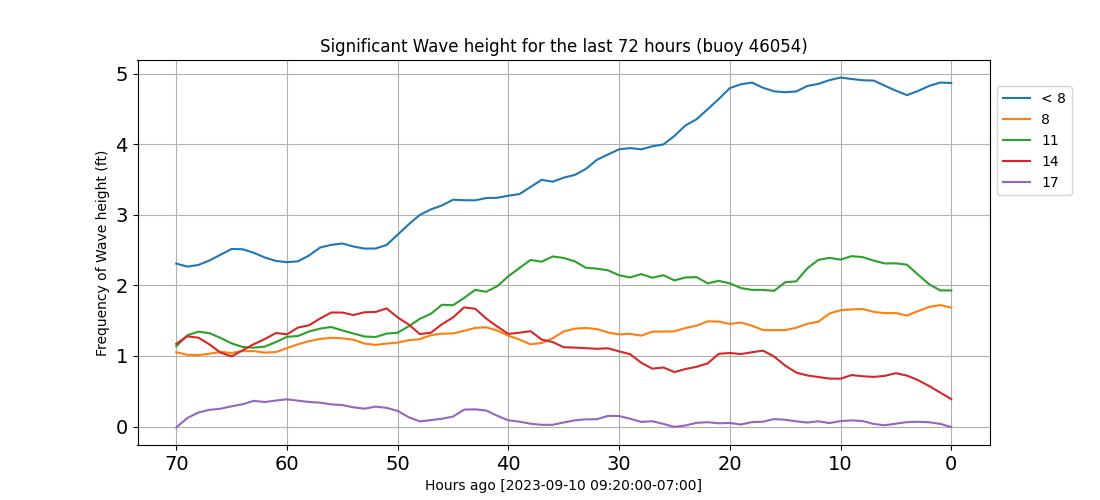 Significant Wave height for the last 72 hours (buoy 46054)
Frequency of Wave height (ft)
5
4
3
2
1
0
70 60 50 40 30 20 10 0
Hours ago [2023-09-10 09:20:00-07:00]
< 8
8
11
14
17